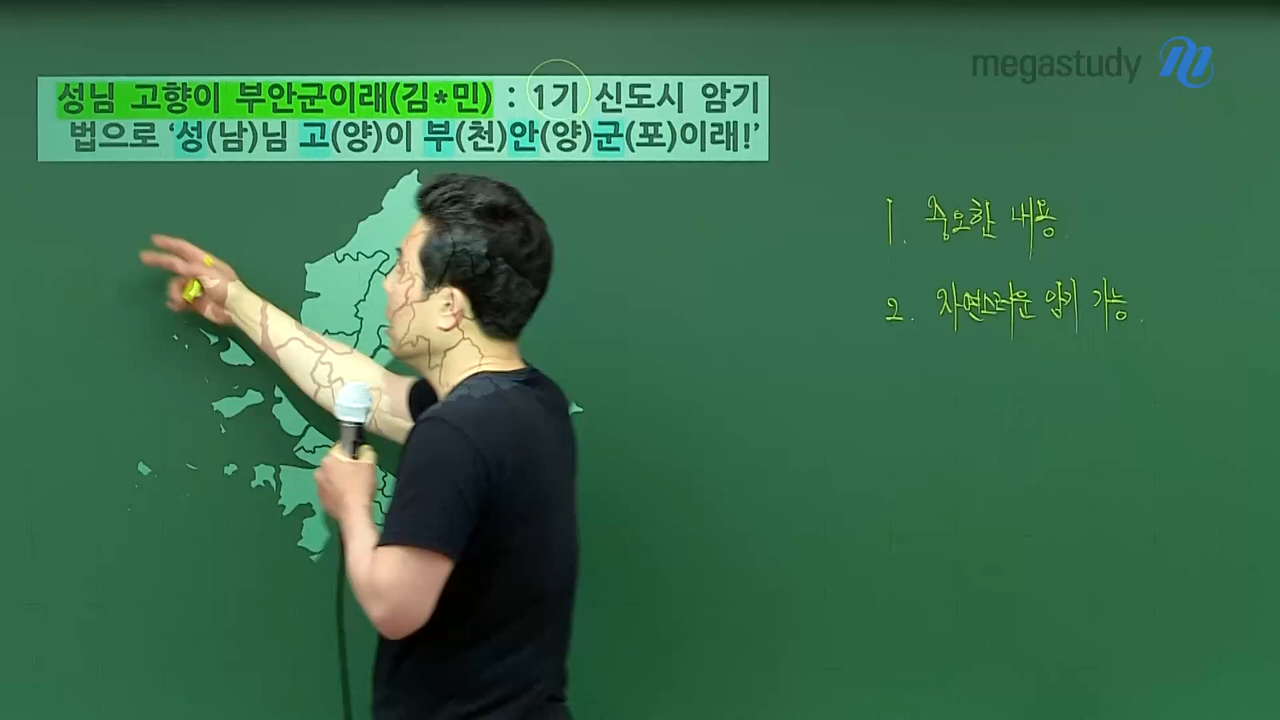 megastudy
성님 고향이 부안군이래(김*민) : 1기 신도시 암기
법으로 ‘성(남)님 고(양)이 부(천)안(양)군(포)이래!’
1. 중요한 내용.
2. 자연스러운 암기 가능.